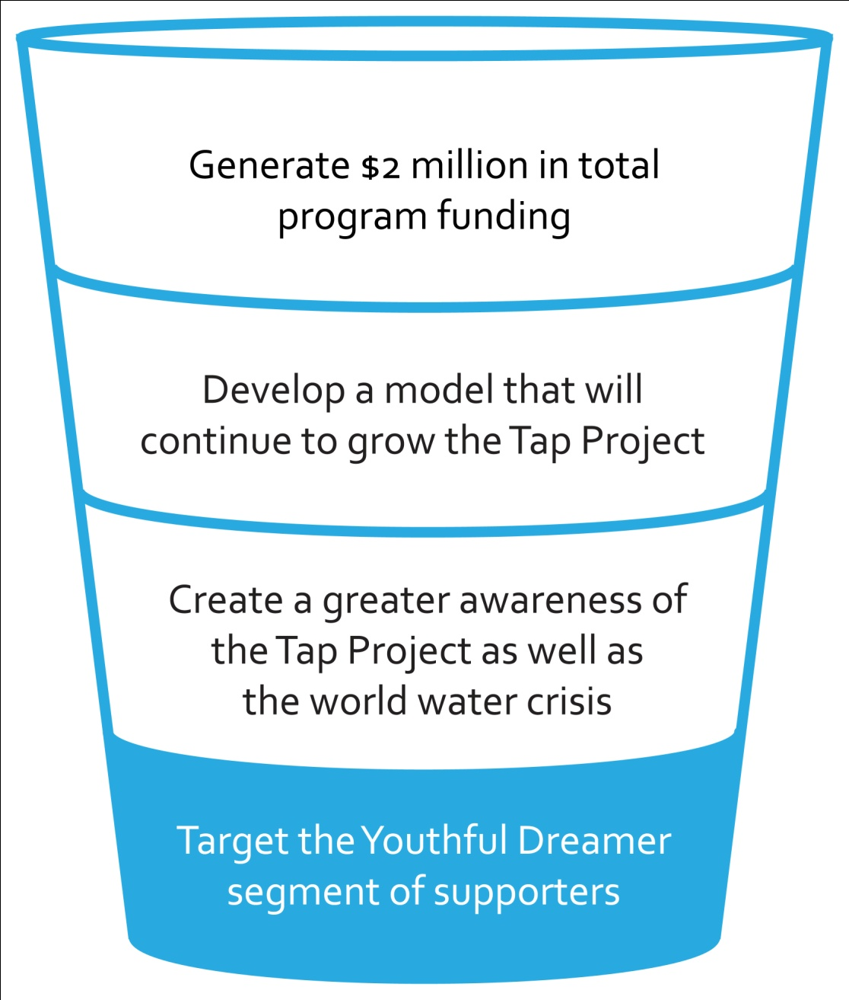 Generate $2 million in total
program funding
Develop a model that will
continue to grow the Tap Project
Create a greater awareness of
the Tap Project as well as
the world water crisis
Target the Youthful Dreamer
segment of supporters